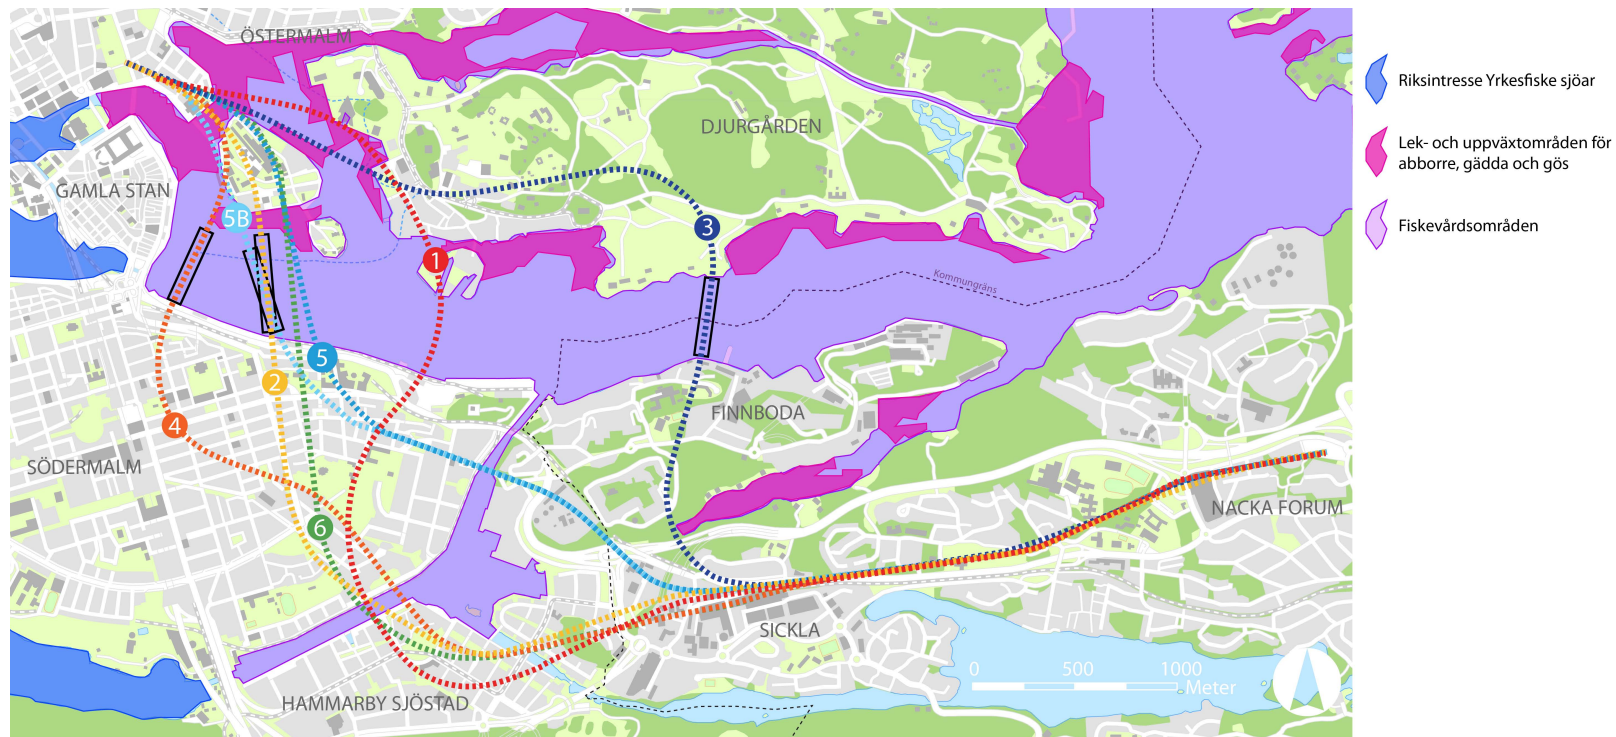 ÖSTERMALM
DJURGÅRDEN
GAMLA STAN
5B
3
1
Kommungräns
5
2
4
FINNBODA
SÖDERMALM
6
NACKA FORUM
SICKLA
HAMMARBY SJÖSTAD
0 500 1000
Meter
Riksintresse Yrkesfiske sjöar
Lek- och uppväxtområden för
abborre, gädda och gös
Fiskevårdsområden